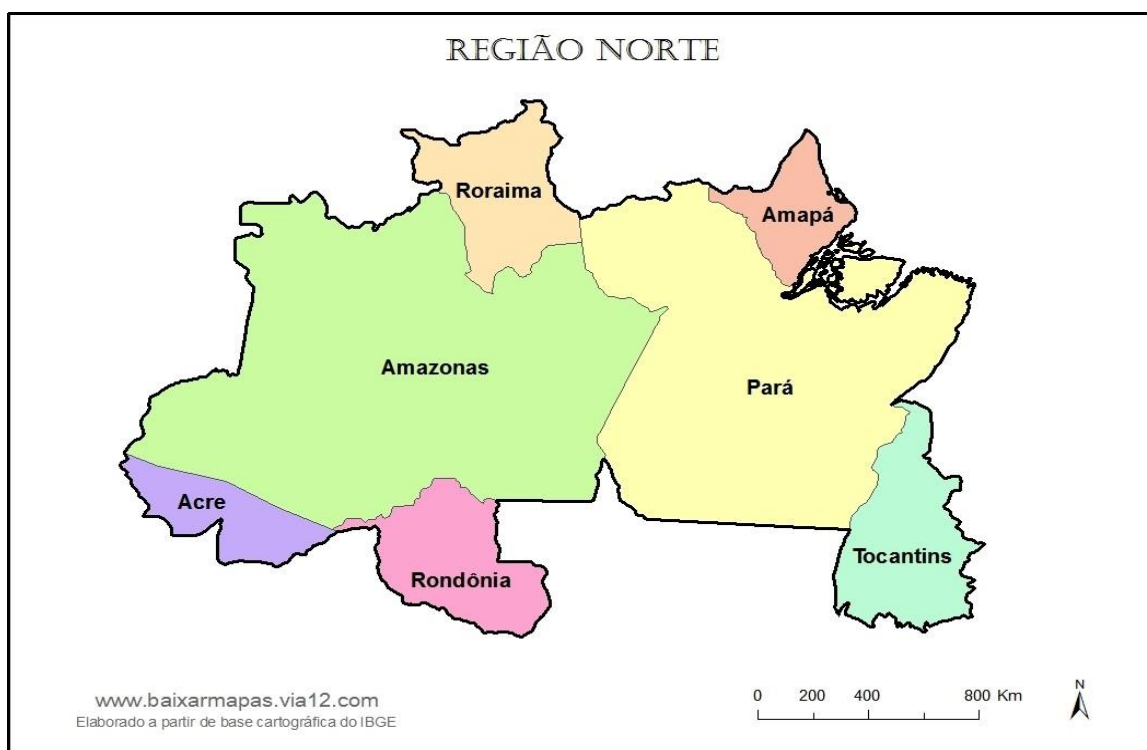 REGIÃO NORTE
Roraima
Amapá
Amazonas
Pará
Acre
Rondônia
Tocantins
www.baixarmapas.via12.com
Elaborado a partir de base cartográfica do IBGE
0 200 400 800 Km
N